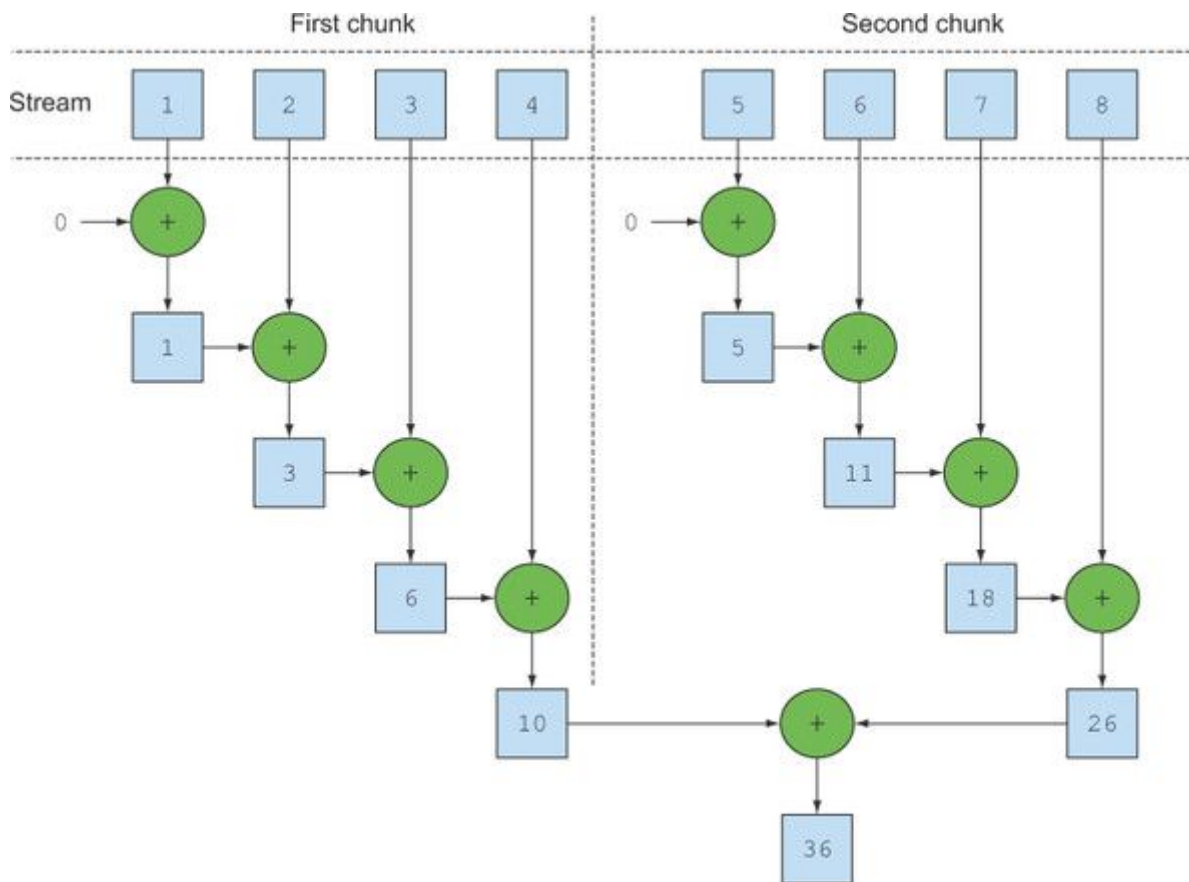 First chunk Second chunk
Stream 1 2 3 4 5 6 7 8
0 + 0 +
1 + 5 +
3 + 11 +
6 + 18 +
10 + 26
36